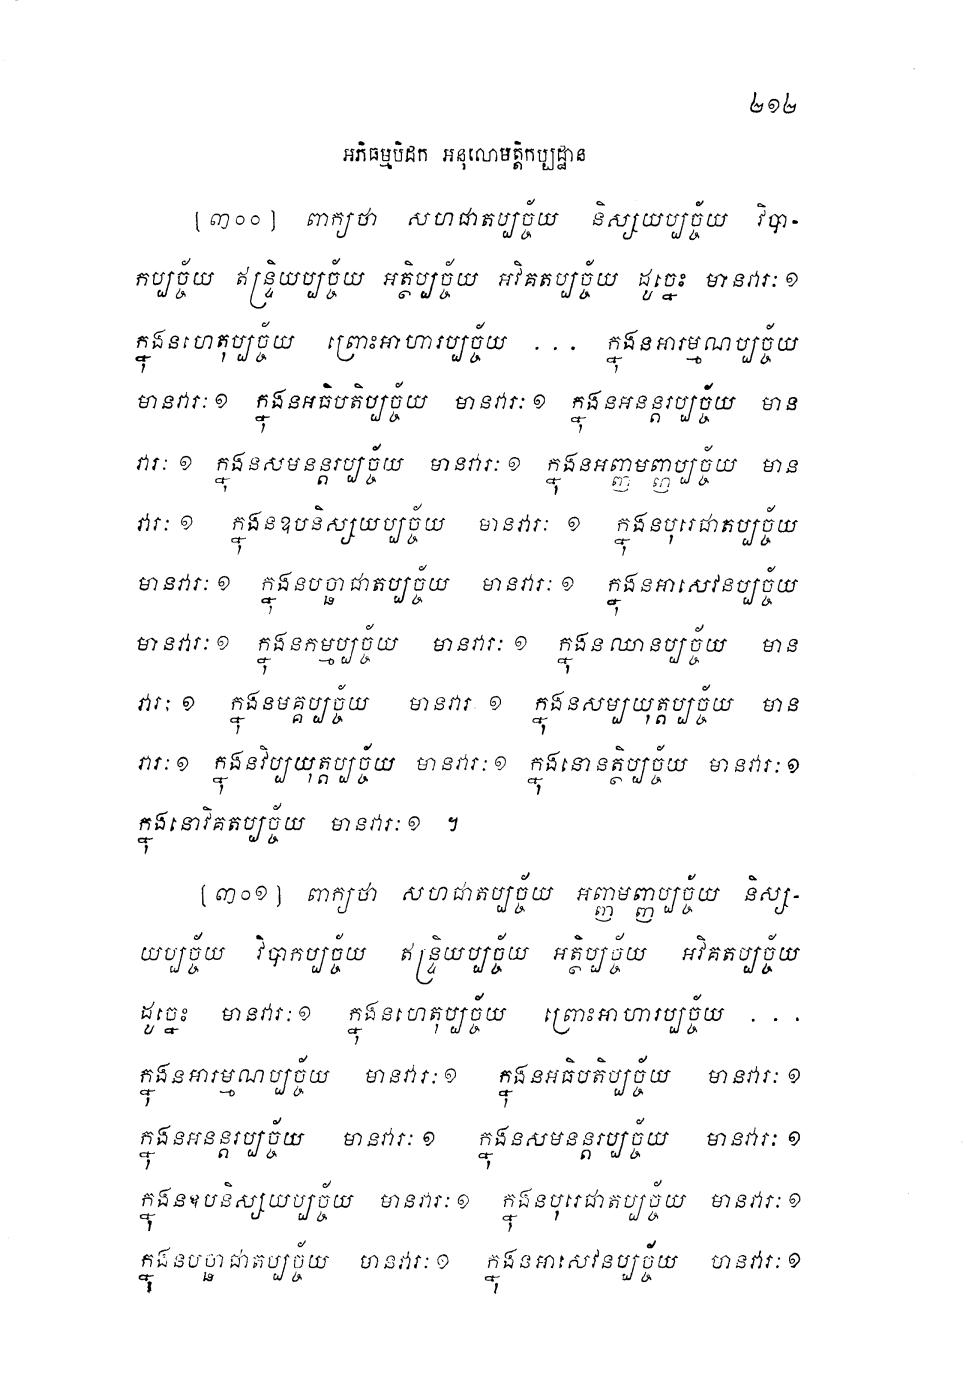 ២១២
អភិធម្មបិដក អនុលោមត្តិកប្បដ្ឋាន
[៣០០] ពាក្យថា សហជាតប្បច្ច័យ និស្សយប្បច្ច័យ វិបា-
កប្បច្ច័យ ឥន្ទ្រិយប្បច្ច័យ អត្ថិប្បច្ច័យ អវិគតប្បច្ច័យ ដូច្នេះ មានវារៈ១
ក្នុងនហេតុប្បច្ច័យ ព្រោះអាហារប្បច្ច័យ ... ក្នុងនអារម្មណប្បច្ច័យ
មានវារៈ១ ក្នុងនអធិបតិប្បច្ច័យ មានវារៈ១ ក្នុងនអនន្តរប្បច្ច័យ មាន
វារៈ ១ ក្នុងនសមនន្តរប្បច្ច័យ មានវារៈ១ ក្នុងនអញ្ញាមញ្ញប្បច្ច័យ មាន
វារៈ ១ ក្នុងនឧបនិស្សយប្បច្ច័យ មានវារៈ ១ ក្នុងនបុរេជាតប្បច្ច័យ
មានវារៈ១ ក្នុងនបច្ឆាជាតប្បច្ច័យ មានវារៈ១ ក្នុងនអាសេវនប្បច្ច័យ
មានវារៈ១ ក្នុងនកម្មប្បច្ច័យ មានវារៈ១ ក្នុងនឈានប្បច្ច័យ មាន
វារៈ ១ ក្នុងនមគ្គប្បច្ច័យ មានវារៈ ១ ក្នុងនសម្បយុត្តប្បច្ច័យ មាន
វារៈ១ ក្នុងនវិប្បយុត្តប្បច្ច័យ មានវារៈ១ ក្នុងនោនត្ថិប្បច្ច័យ មានវារៈ១
ក្នុងនោវិគតប្បច្ច័យ មានវារៈ១ ។
[៣០១] ពាក្យថា សហជាតប្បច្ច័យ អញ្ញាមញ្ញប្បច្ច័យ និស្ស-
យប្បច្ច័យ វិបាកប្បច្ច័យ ឥន្ទ្រិយប្បច្ច័យ អត្ថិប្បច្ច័យ អវិគតប្បច្ច័យ
ដូច្នេះ មានវារៈ១ ក្នុងនហេតុប្បច្ច័យ ព្រោះអាហារប្បច្ច័យ ...
ក្នុងនអារម្មណប្បច្ច័យ មានវារៈ១ ក្នុងនអធិបតិប្បច្ច័យ មានវារៈ១
ក្នុងនអនន្តរប្បច្ច័យ មានវារៈ១ ក្នុងនសមនន្តរប្បច្ច័យ មានវារៈ១
ក្នុងនឧបនិស្សយប្បច្ច័យ មានវារៈ១ ក្នុងនបុរេជាតប្បច្ច័យ មានវារៈ១
ក្នុងនបច្ឆាជាតប្បច្ច័យ មានវារៈ១ ក្នុងនអាសេវនប្បច្ច័យ មានវារៈ១